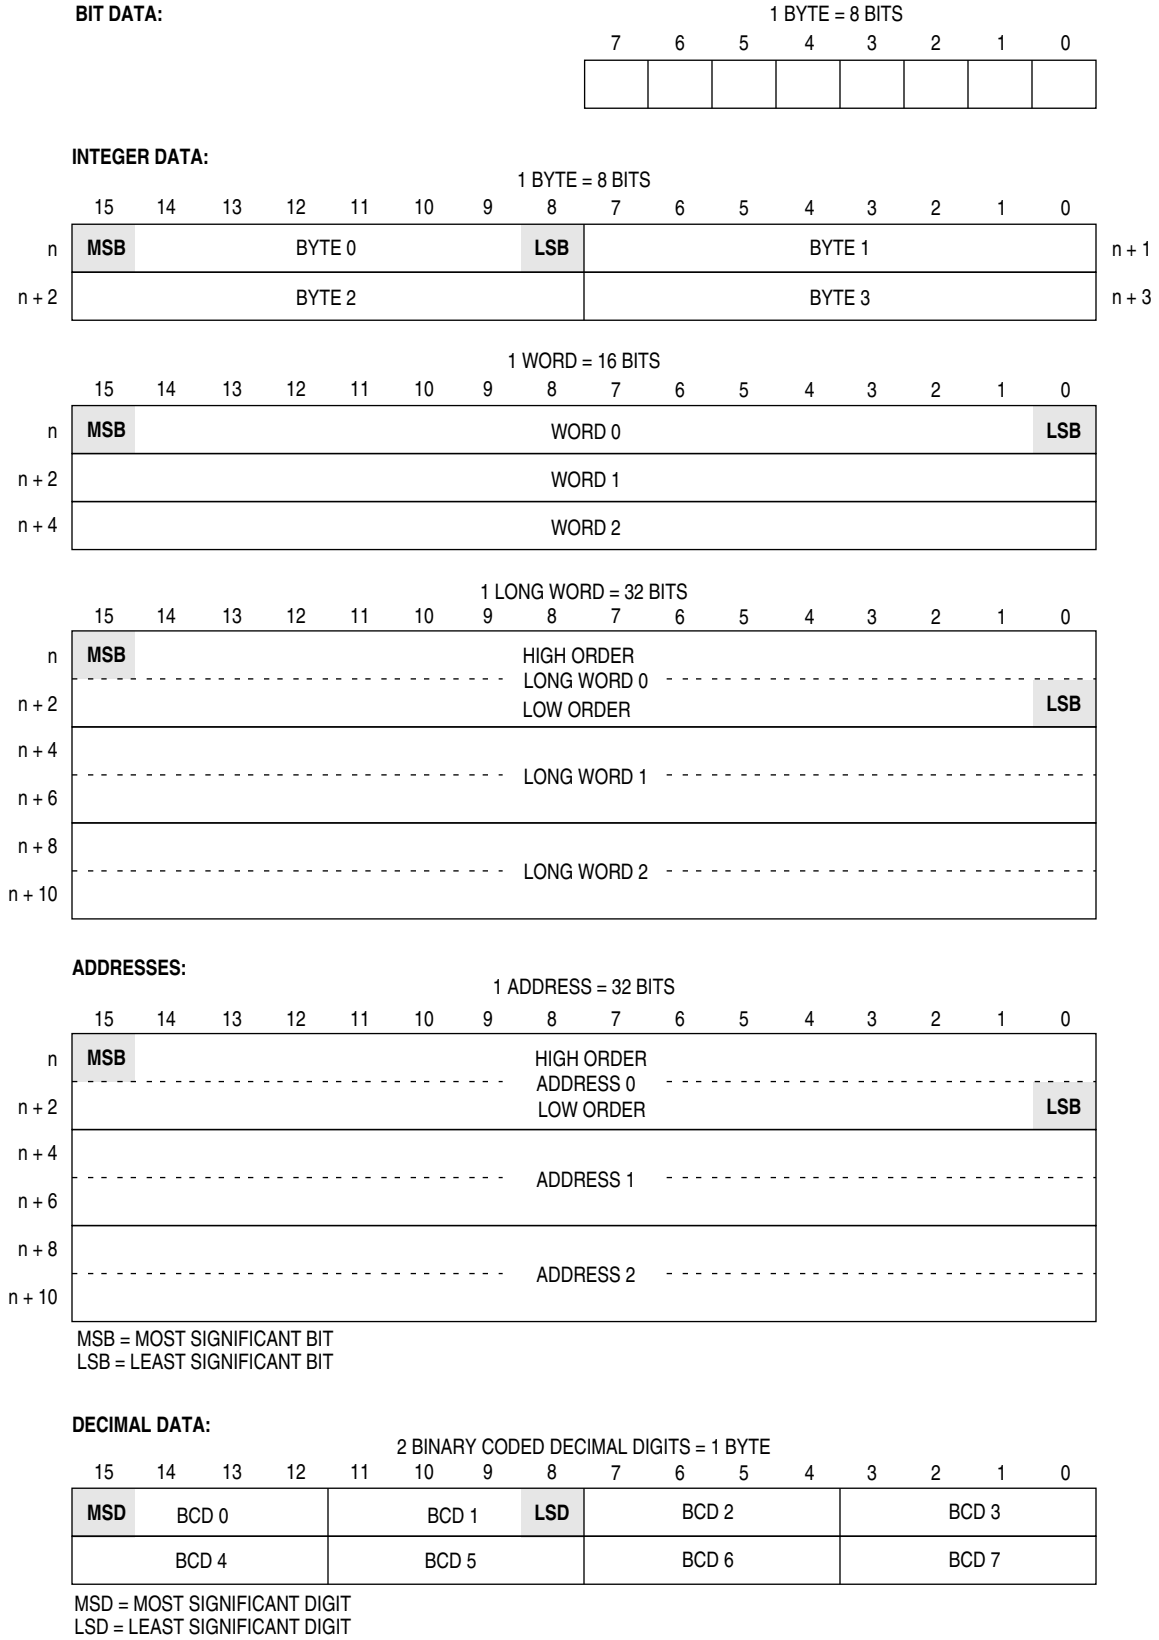 BIT DATA:
1 BYTE = 8 BITS
7 6 5 4 3 2 1 0
INTEGER DATA:
1 BYTE = 8 BITS
15 14 13 12 11 10 9 8 7 6 5 4 3 2 1 0
n MSB BYTE 0 LSB BYTE 1 n + 1
n + 2 BYTE 2 BYTE 3 n + 3
1 WORD = 16 BITS
15 14 13 12 11 10 9 8 7 6 5 4 3 2 1 0
n MSB WORD 0 LSB
n + 2 WORD 1
n + 4 WORD 2
1 LONG WORD = 32 BITS
15 14 13 12 11 10 9 8 7 6 5 4 3 2 1 0
n MSB HIGH ORDER
LONG WORD 0
n + 2 LOW ORDER LSB
n + 4
LONG WORD 1
n + 6
n + 8
LONG WORD 2
n + 10
ADDRESSES:
1 ADDRESS = 32 BITS
15 14 13 12 11 10 9 8 7 6 5 4 3 2 1 0
n MSB HIGH ORDER
ADDRESS 0
n + 2 LOW ORDER LSB
n + 4
ADDRESS 1
n + 6
n + 8
ADDRESS 2
n + 10
MSB = MOST SIGNIFICANT BIT
LSB = LEAST SIGNIFICANT BIT
DECIMAL DATA:
2 BINARY CODED DECIMAL DIGITS = 1 BYTE
15 14 13 12 11 10 9 8 7 6 5 4 3 2 1 0
MSD BCD 0 BCD 1 LSD BCD 2 BCD 3
BCD 4 BCD 5 BCD 6 BCD 7
MSD = MOST SIGNIFICANT DIGIT
LSD = LEAST SIGNIFICANT DIGIT